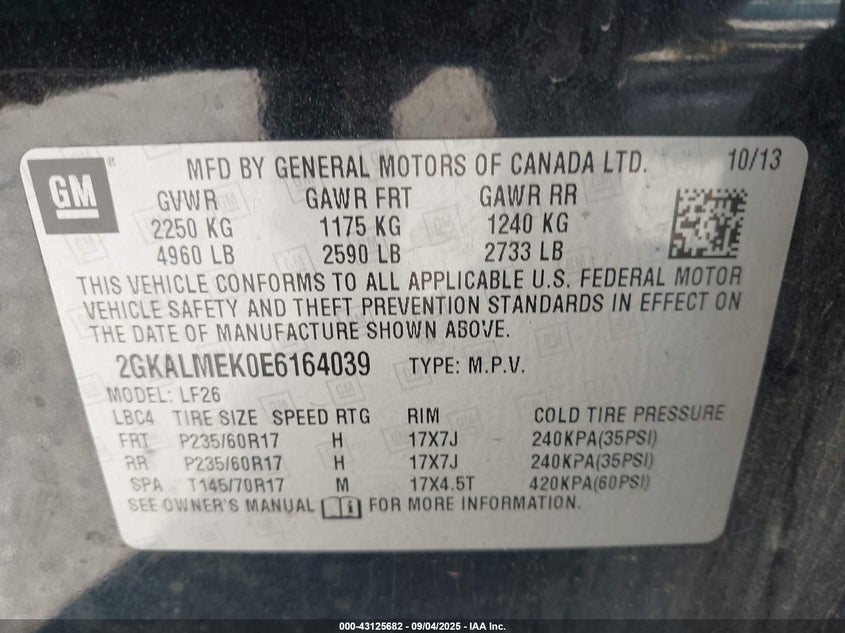 GM
MFD BY GENERAL MOTORS OF CANADA LTD. 10/13
GVWR GAWR FRT GAWR RR
2250 KG 1175 KG 1240 KG
4960 LB 2590 LB 2733 LB
THIS VEHICLE CONFORMS TO ALL APPLICABLE U.S. FEDERAL MOTOR
VEHICLE SAFETY AND THEFT PREVENTION STANDARDS IN EFFECT ON
THE DATE OF MANUFACTURE SHOWN ABOVE.
2GKALMEK0E6164039 TYPE: M.P.V.
MODEL: LF26
LBC4 TIRE SIZE SPEED RTG RIM COLD TIRE PRESSURE
FRT P235/60R17 H 17X7J 240KPA(35PSI)
RR P235/60R17 H 17X7J 240KPA(35PSI)
SPA T145/70R17 M 17X4.5T 420KPA(60PSI)
SEE OWNER'S MANUAL FOR MORE INFORMATION.
000-43125682 - 09/04/2025 - IAA Inc.